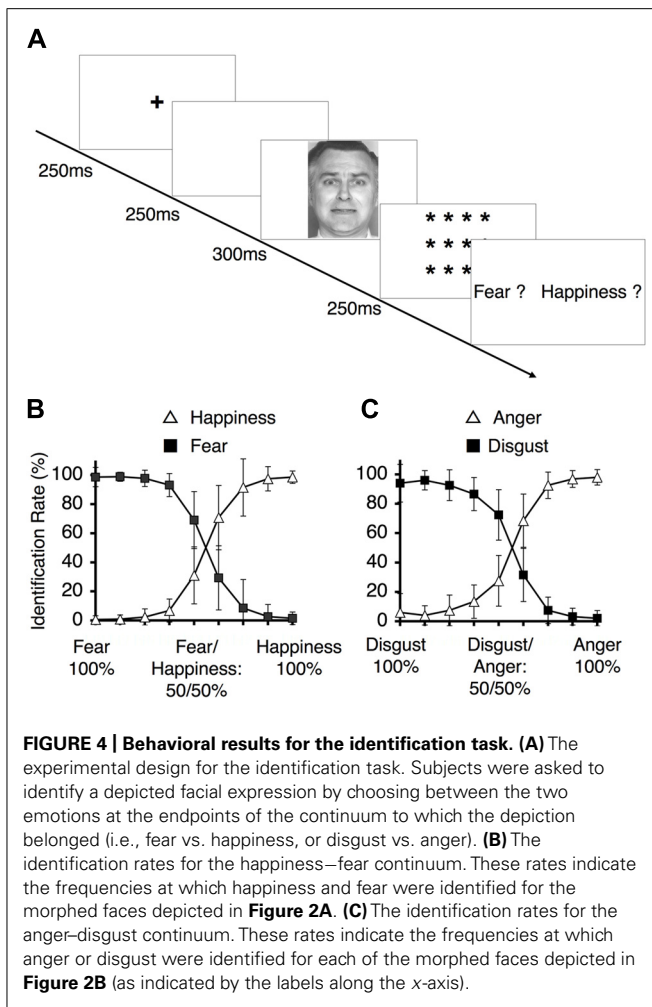 A
+
250ms
250ms
300ms
* * * *
* * *
* * *
250ms
Fear ? Happiness ?
B
△ Happiness
■ Fear
Identification Rate (%)
100
80
60
40
20
0
Fear
100%
Fear/
Happiness:
50/50%
Happiness
100%
C
△ Anger
■ Disgust
100
80
60
40
20
0
Disgust
100%
Disgust/
Anger:
50/50%
Anger
100%
FIGURE 4 | Behavioral results for the identification task. (A) The
experimental design for the identification task. Subjects were asked to
identify a depicted facial expression by choosing between the two
emotions at the endpoints of the continuum to which the depiction
belonged (i.e., fear vs. happiness, or disgust vs. anger). (B) The
identification rates for the happiness–fear continuum. These rates indicate
the frequencies at which happiness and fear were identified for the
morphed faces depicted in Figure 2A. (C) The identification rates for the
anger–disgust continuum. These rates indicate the frequencies at which
anger or disgust were identified for each of the morphed faces depicted in
Figure 2B (as indicated by the labels along the x-axis).